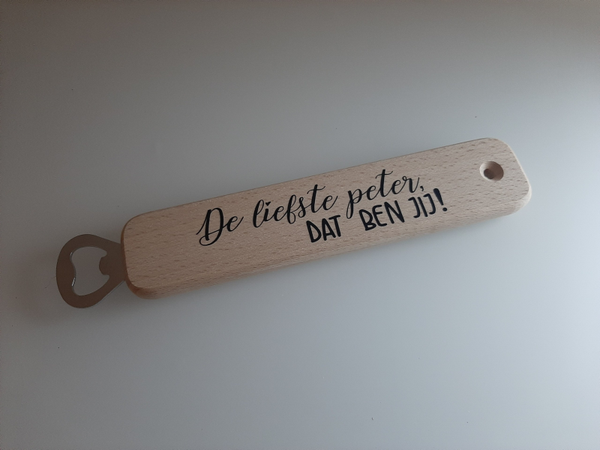 De liefste peter,
DAT BEN JIJ!